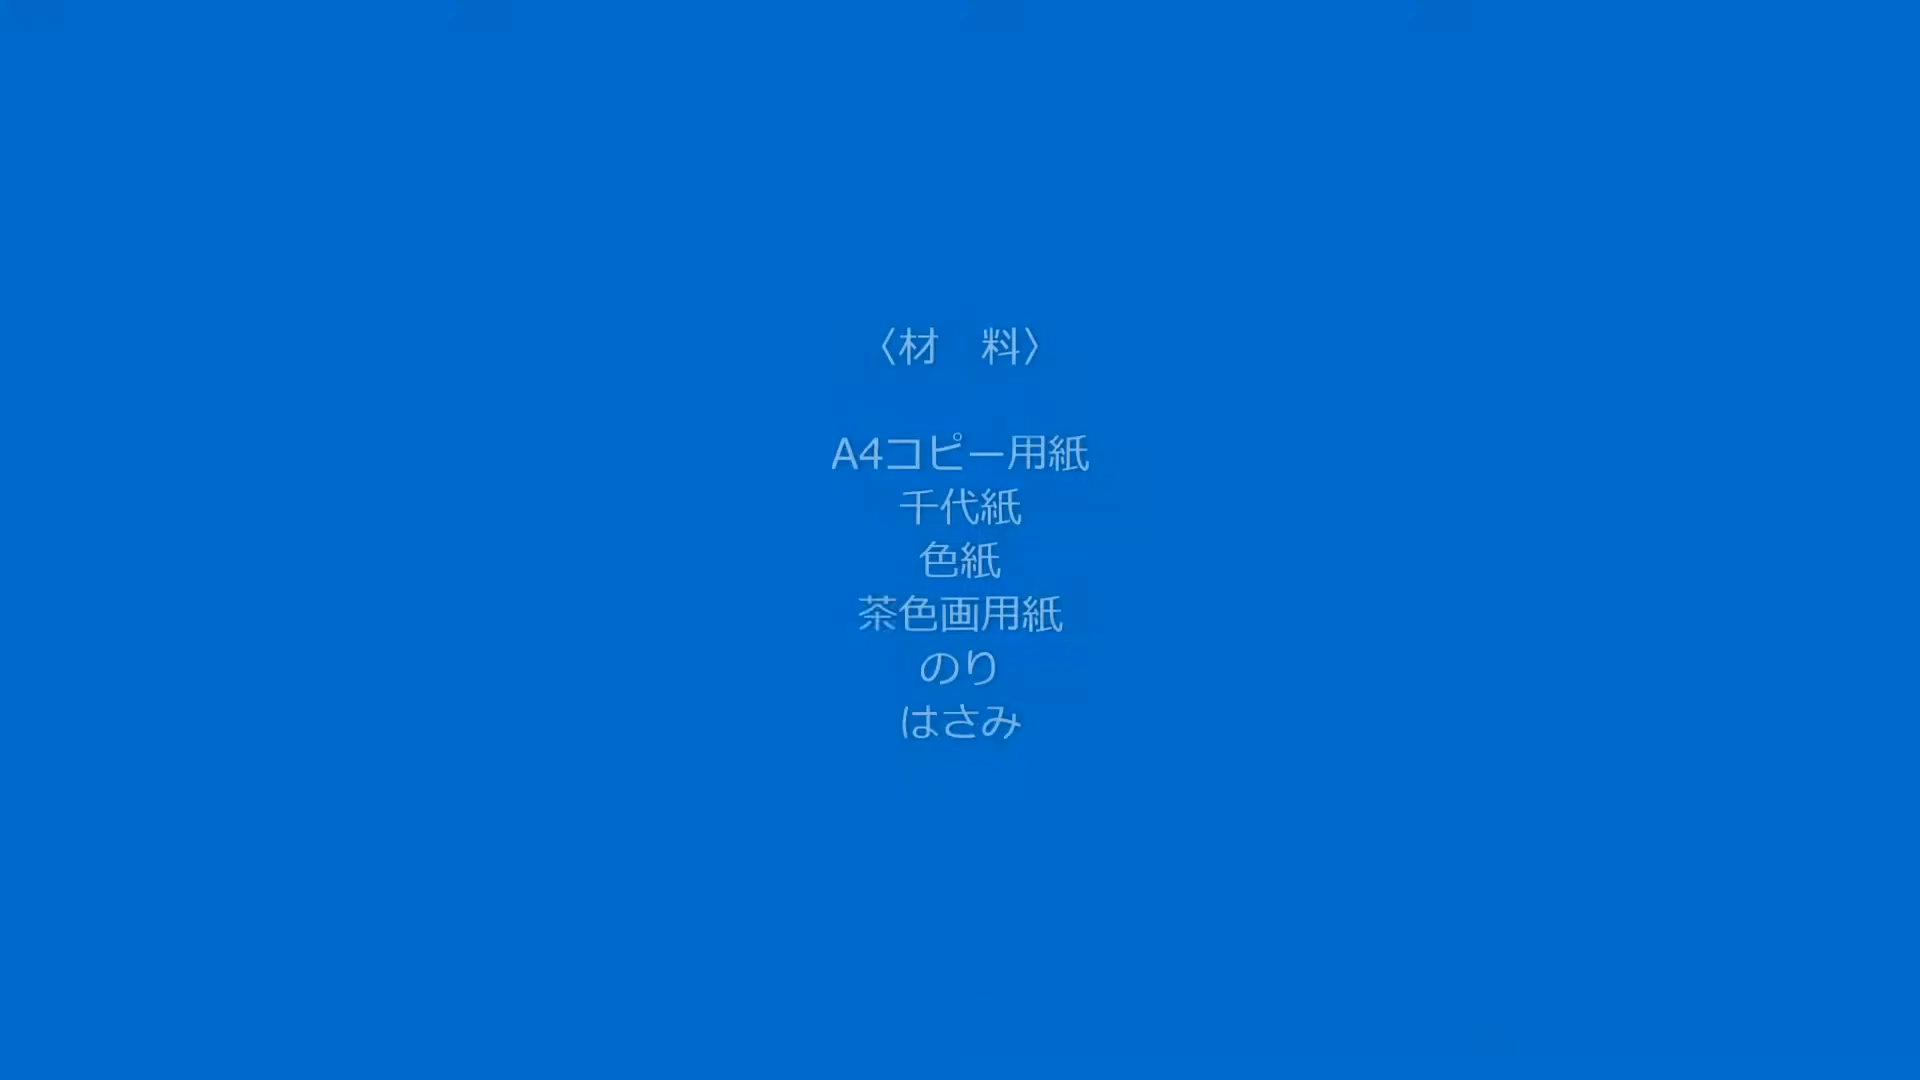 〈材　料〉
A4コピー用紙
千代紙
色紙
茶色画用紙
のり
はさみ